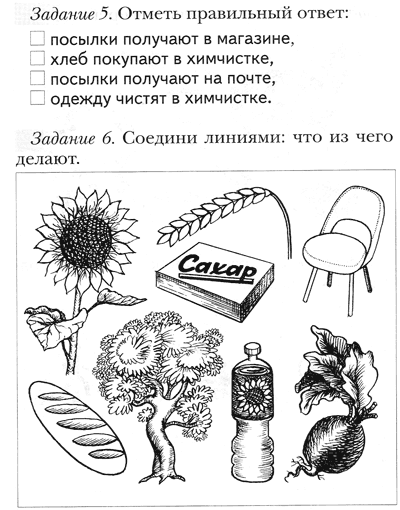 Задание 5. Отметь правильный ответ:
посылки получают в магазине,
хлеб покупают в химчистке,
посылки получают на почте,
одежду чистят в химчистке.
Задание 6. Соедини линиями: что из чего
делают.
Сахар